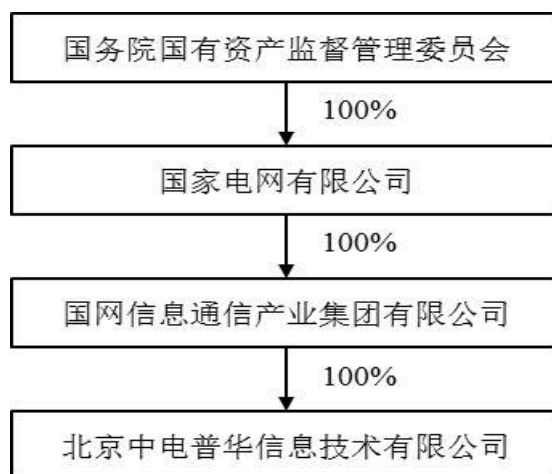 国务院国有资产监督管理委员会
100%
国家电网有限公司
100%
国网信息通信产业集团有限公司
100%
北京中电普华信息技术有限公司